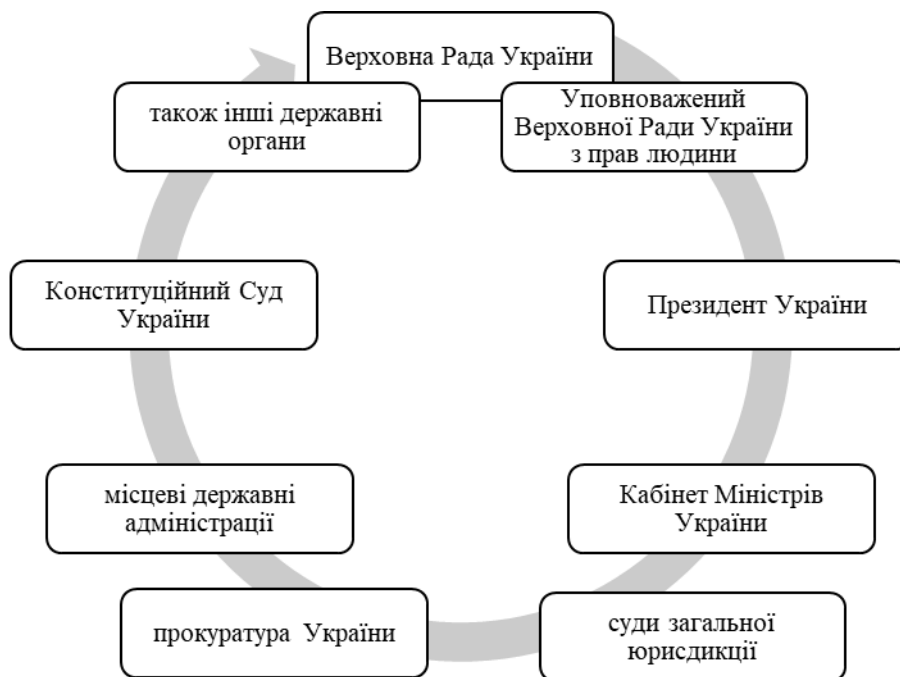 Верховна Рада України
Уповноважений
Верховної Ради України
з прав людини
Президент України
Кабінет Міністрів
України
суди загальної
юрисдикції
прокуратура України
місцеві державні
адміністрації
Конституційний Суд
України
також інші державні
органи